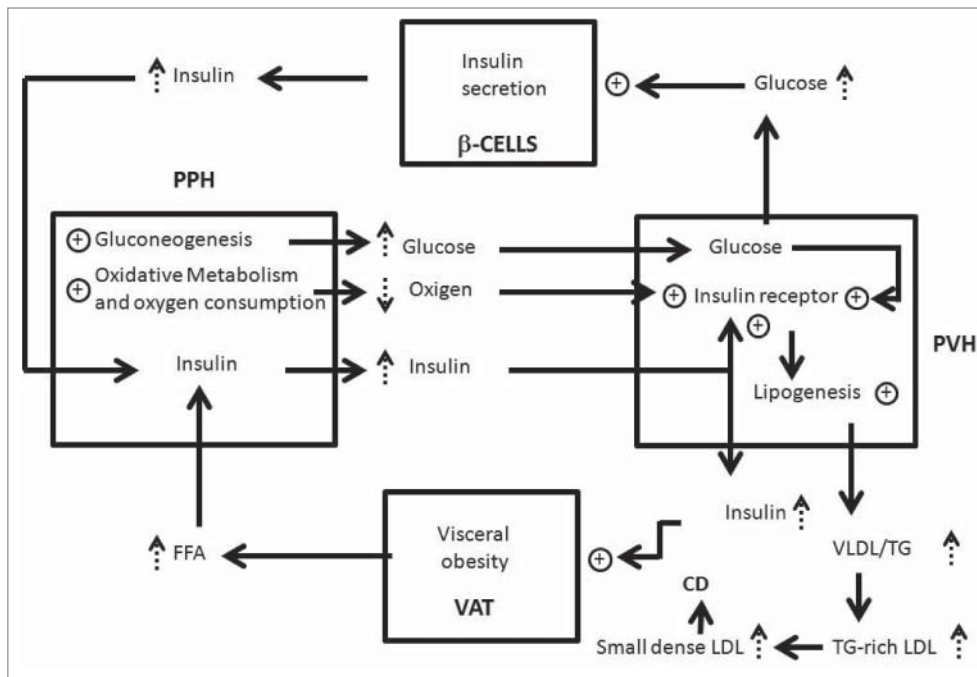 Insulin
Insulin
secretion
β-CELLS
+
Glucose
PPH
+ Gluconeogenesis
Glucose
Glucose
+ Oxidative Metabolism
and oxygen consumption
Oxigen
+ Insulin receptor +
+
PVH
Insulin
Insulin
Lipogenesis +
Insulin
FFA
Visceral
obesity
VAT
+
VLDL/TG
CD
Small dense LDL
TG-rich LDL